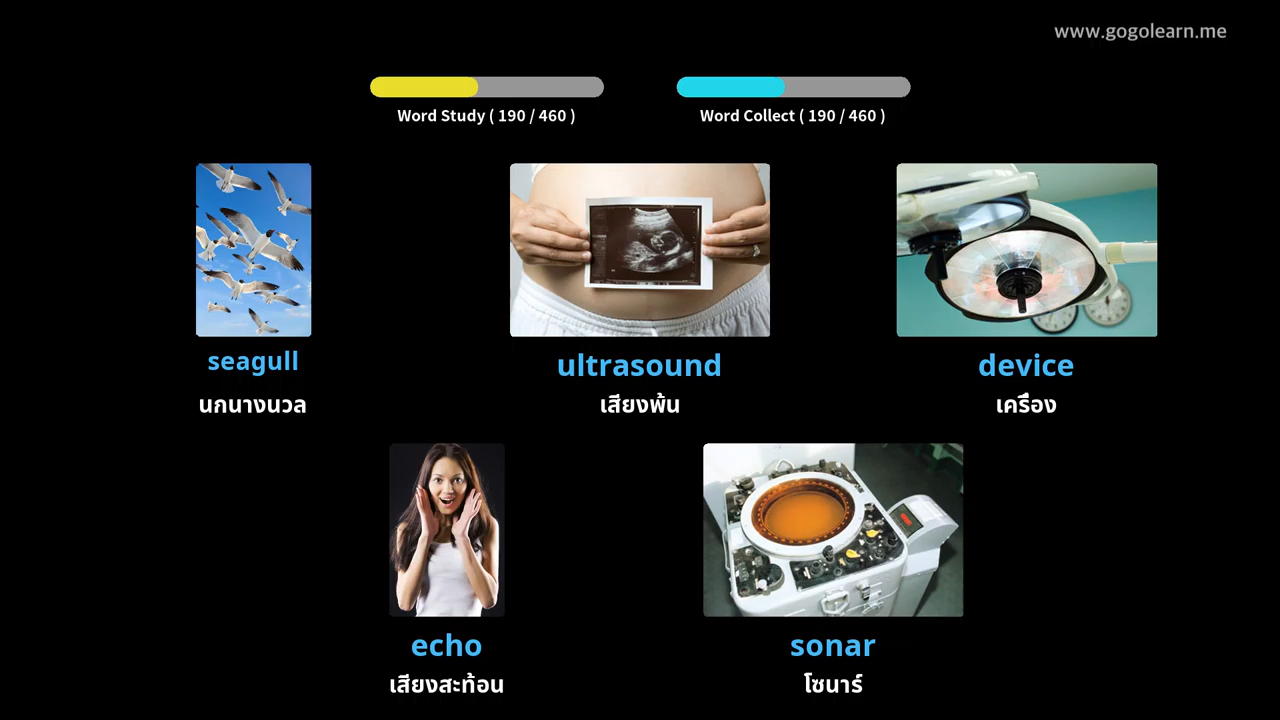 www.gogolearn.me
Word Study ( 190 / 460 )
Word Collect ( 190 / 460 )
seagull
นกนางนวล
ultrasound
เสียงพ้น
device
เครื่อง
echo
เสียงสะท้อน
sonar
โซนาร์